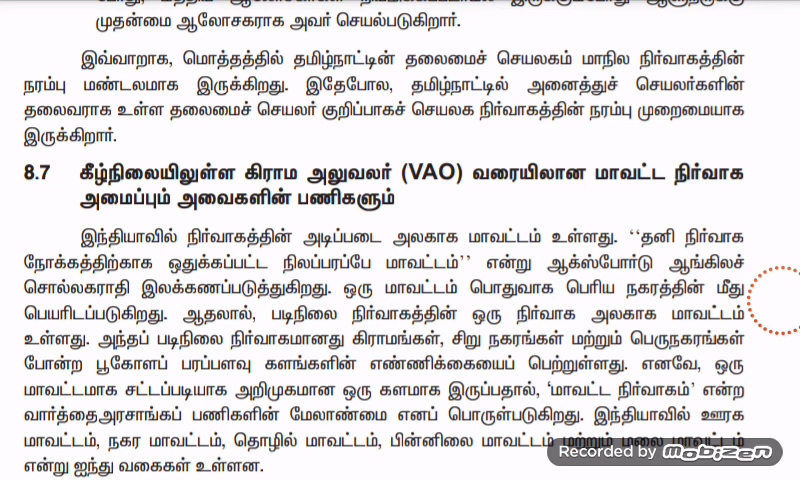 முதன்மை ஆலோசகராக அவர் செயல்படுகிறார்.
இவ்வாறாக, மொத்தத்தில் தமிழ்நாட்டின் தலைமைச் செயலகம் மாநில நிர்வாகத்தின்
நரம்பு மண்டலமாக இருக்கிறது. இதேபோல, தமிழ்நாட்டில் அனைத்துச் செயலர்களின்
தலைவராக உள்ள தலைமைச் செயலர் குறிப்பாகச் செயலக நிர்வாகத்தின் நரம்பு முறைமையாக
இருக்கிறார்.
8.7 கீழ்நிலையிலுள்ள கிராம அலுவலர் (VAO) வரையிலான மாவட்ட நிர்வாக
அமைப்பும் அவைகளின் பணிகளும்
இந்தியாவில் நிர்வாகத்தின் அடிப்படை அலகாக மாவட்டம் உள்ளது. ‘‘தனி நிர்வாக
நோக்கத்திற்காக ஒதுக்கப்பட்ட நிலப்பரப்பே மாவட்டம்’’ என்று ஆக்ஸ்போர்டு ஆங்கிலச்
சொல்லகராதி இலக்கணப்படுத்துகிறது. ஒரு மாவட்டம் பொதுவாக பெரிய நகரத்தின் மீது
பெயரிடப்படுகிறது. ஆதலால், படிநிலை நிர்வாகத்தின் ஒரு நிர்வாக அலகாக மாவட்டம்
உள்ளது. அந்தப் படிநிலை நிர்வாகமானது கிராமங்கள், சிறு நகரங்கள் மற்றும் பெருநகரங்கள்
போன்ற பூகோளப் பரப்பளவு களங்களின் எண்ணிக்கையைப் பெற்றுள்ளது. எனவே, ஒரு
மாவட்டமாக சட்டப்படியாக அறிமுகமான ஒரு களமாக இருப்பதால், ‘மாவட்ட நிர்வாகம்’ என்ற
வார்த்தைஅரசாங்கப் பணிகளின் மேலாண்மை எனப் பொருள்படுகிறது. இந்தியாவில் ஊரக
மாவட்டம், நகர மாவட்டம், தொழில் மாவட்டம், பின்னிலை மாவட்டம் மற்றும் மலை மாவட்டம்
என்று ஐந்து வகைகள் உள்ளன.
Recorded by mobizen